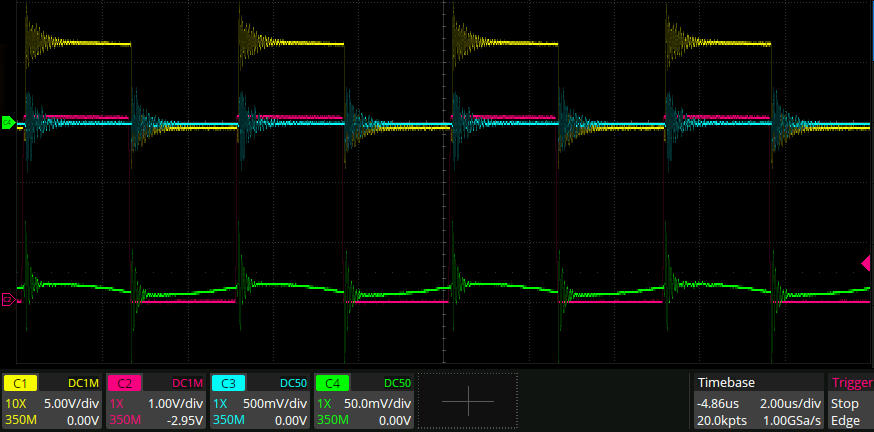 C4
C2
C1 DC1M
10X 5.00V/div
350M 0.00V
C2 DC1M
1X 1.00V/div
350M -2.95V
C3 DC50
1X 500mV/div
350M 0.00V
C4 DC50
1X 50.0mV/div
350M 0.00V
Timebase
-4.86us 2.00us/div
20.0kpts 1.00GSa/s
Trigger
Stop
Edge